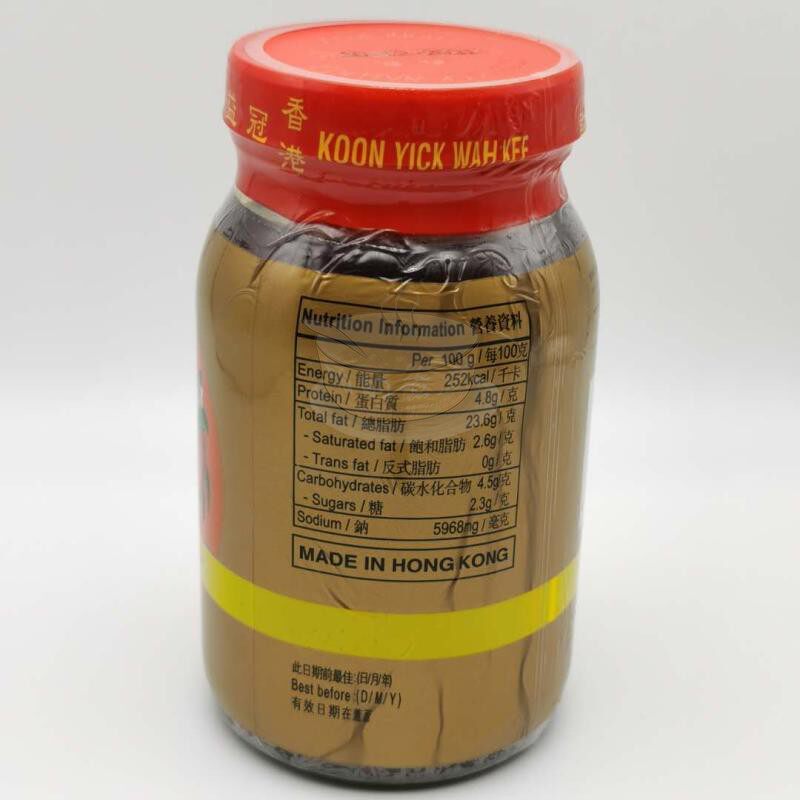 香港
冠益
KOON YICK WAH KEE
Nutrition Information 營養資料
Per 100 g / 每100克
Energy / 能量 252kcal / 千卡
Protein / 蛋白質 4.8g / 克
Total fat / 總脂肪 23.6g / 克
- Saturated fat / 飽和脂肪 2.6g / 克
- Trans fat / 反式脂肪 0g / 克
Carbohydrates / 碳水化合物 4.5g / 克
- Sugars / 糖 2.3g / 克
Sodium / 鈉 5968mg / 毫克
MADE IN HONG KONG
此日期前最佳:(日/月/年)
Best before :(D/M/Y)
有效日期在蓋面